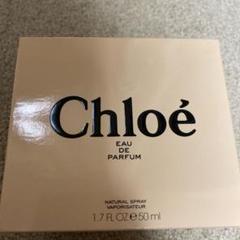 Chloé
EAU
DE
PARFUM
NATURAL SPRAY
VAPORISATEUR
1.7 FL.OZ e 50 ml